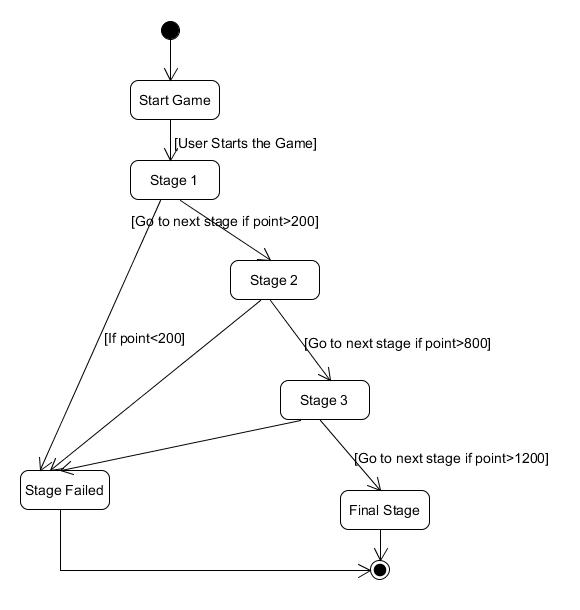 Start Game
[User Starts the Game]
Stage 1
[Go to next stage if point>200]
Stage 2
[If point<200]
[Go to next stage if point>800]
Stage 3
[Go to next stage if point>1200]
Stage Failed
Final Stage